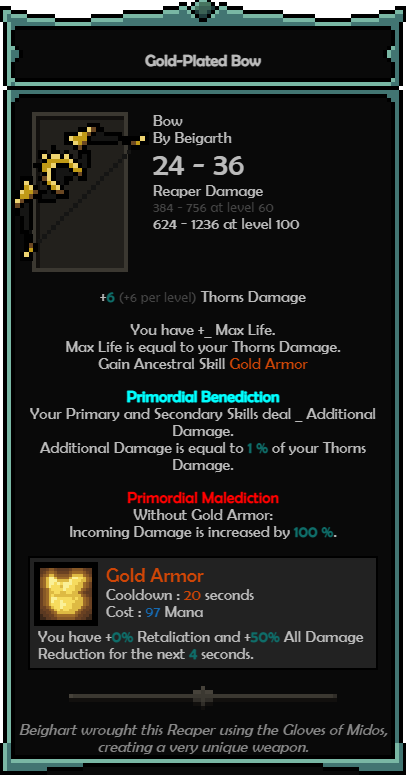 Gold-Plated Bow
Bow
By Beigarth
24 - 36
Reaper Damage
384 - 756 at level 60
624 - 1236 at level 100
+6 (+6 per level) Thorns Damage
You have +_ Max Life.
Max Life is equal to your Thorns Damage.
Gain Ancestral Skill Gold Armor
Primordial Benediction
Your Primary and Secondary Skills deal _ Additional
Damage.
Additional Damage is equal to 1 % of your Thorns
Damage.
Primordial Malediction
Without Gold Armor:
Incoming Damage is increased by 100 %.
Gold Armor
Cooldown : 20 seconds
Cost : 97 Mana
You have +0% Retaliation and +50% All Damage
Reduction for the next 4 seconds.
Beighart wrought this Reaper using the Gloves of Midos,
creating a very unique weapon.